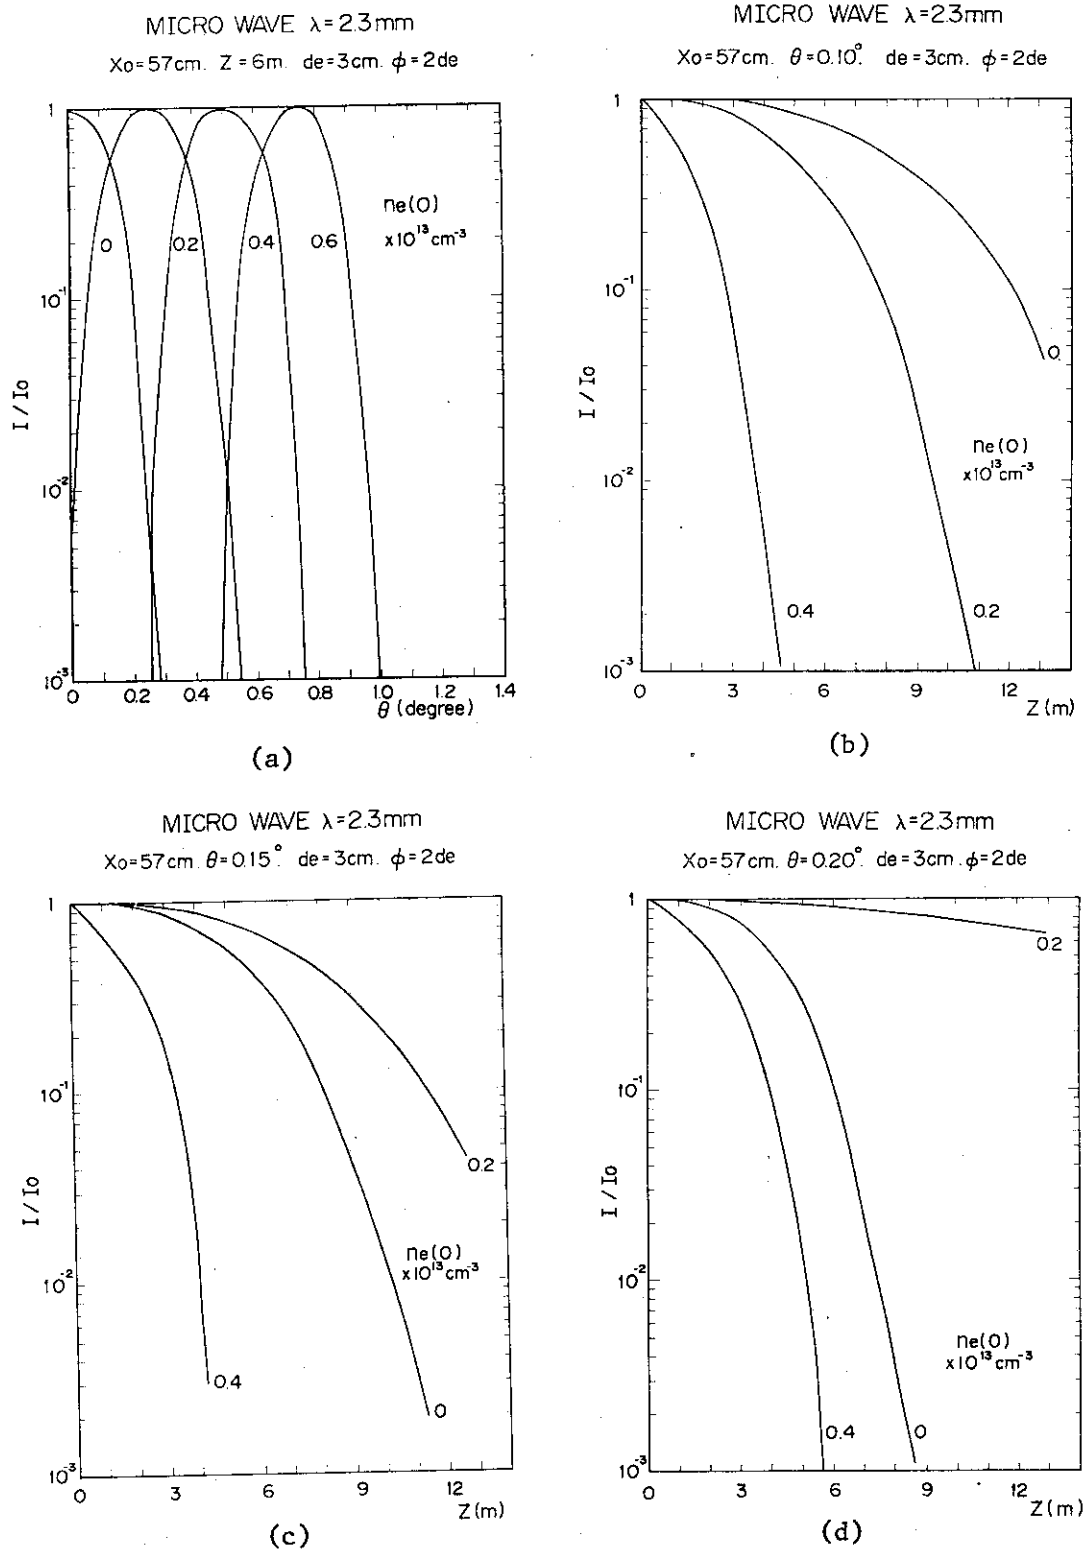 MICRO WAVE λ=2.3mm
Xo=57cm. Z=6m. de=3cm. ϕ=2de
1
10⁻¹
10⁻²
10⁻³
I / Io
0
0.2
0.4
0.6
ne(0)
x10¹³cm⁻³
0 0.2 0.4 0.6 0.8 1.0 1.2 1.4
θ (degree)
(a)
MICRO WAVE λ=2.3mm
Xo=57cm. θ=0.10° de=3cm. ϕ=2de
1
10⁻¹
10⁻²
10⁻³
I / Io
0.
ne(0)
x10¹³cm⁻³
0.4
0.2
0 3 6 9 12
Z(m)
(b)
MICRO WAVE λ=2.3mm
Xo=57cm. θ=0.15° de=3cm. ϕ=2de
1
10⁻¹
10⁻²
10⁻³
I / Io
0.2
ne(0)
x10¹³cm⁻³
0.4
0
0 3 6 9 12
Z(m)
(c)
MICRO WAVE λ=2.3mm
Xo=57cm. θ=0.20° de=3cm. ϕ=2de
1
10⁻¹
10⁻²
10⁻³
I / Io
0.2
ne(0)
x10¹³cm⁻³
0.4
0
0 3 6 9 12
Z(m)
(d)